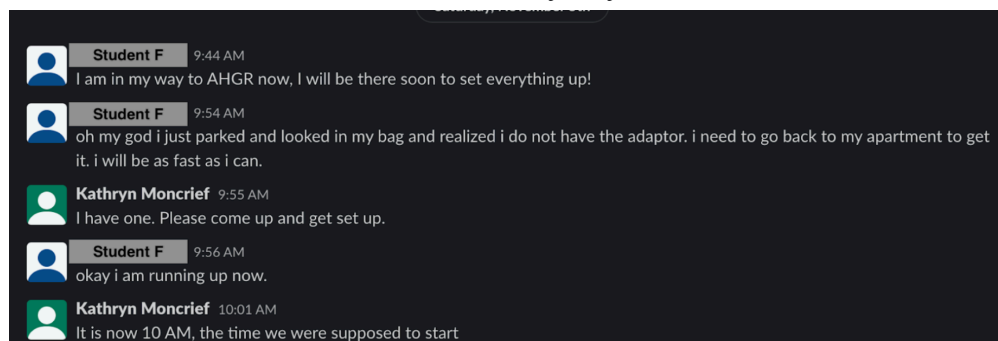 Student F 9:44 AM
I am in my way to AHGR now, I will be there soon to set everything up!
Student F 9:54 AM
oh my god i just parked and looked in my bag and realized i do not have the adaptor. i need to go back to my apartment to get
it. i will be as fast as i can.
Kathryn Moncrief 9:55 AM
I have one. Please come up and get set up.
Student F 9:56 AM
okay i am running up now.
Kathryn Moncrief 10:01 AM
It is now 10 AM, the time we were supposed to start